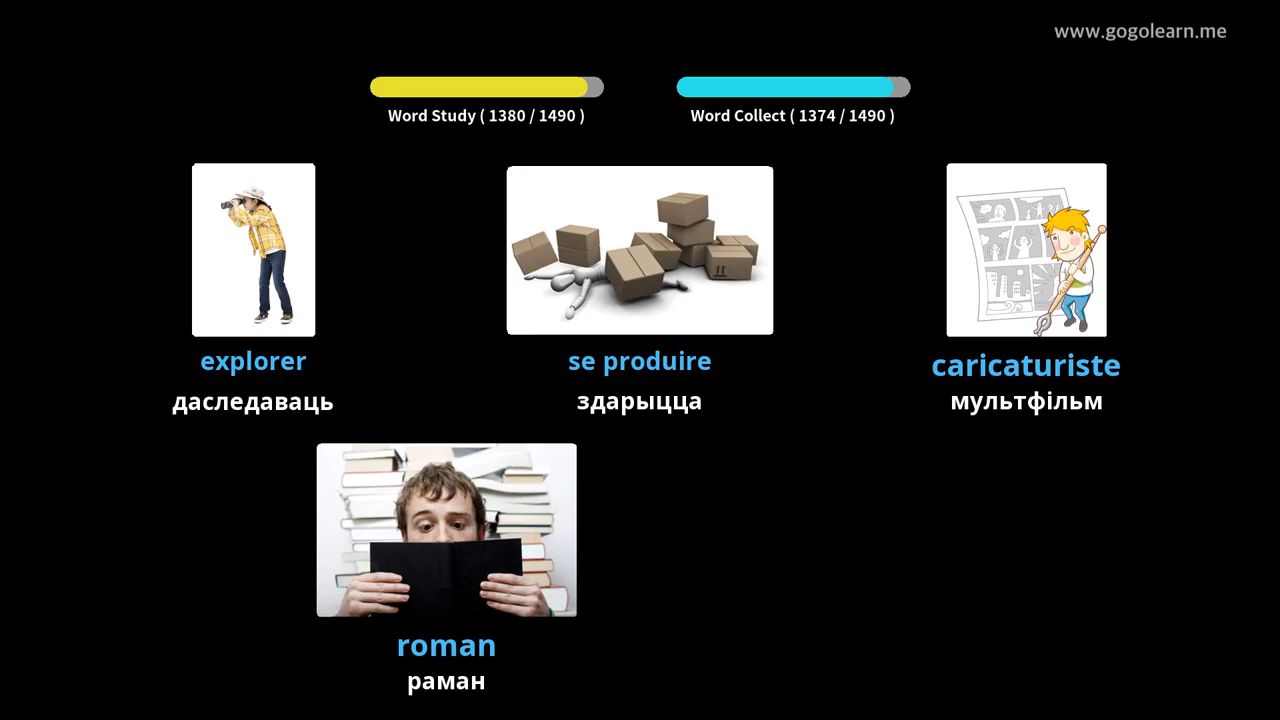 www.gogolearn.me
Word Study ( 1380 / 1490 )
Word Collect ( 1374 / 1490 )
explorer
даследаваць
se produire
здарыцца
caricaturiste
мультфільм
roman
раман